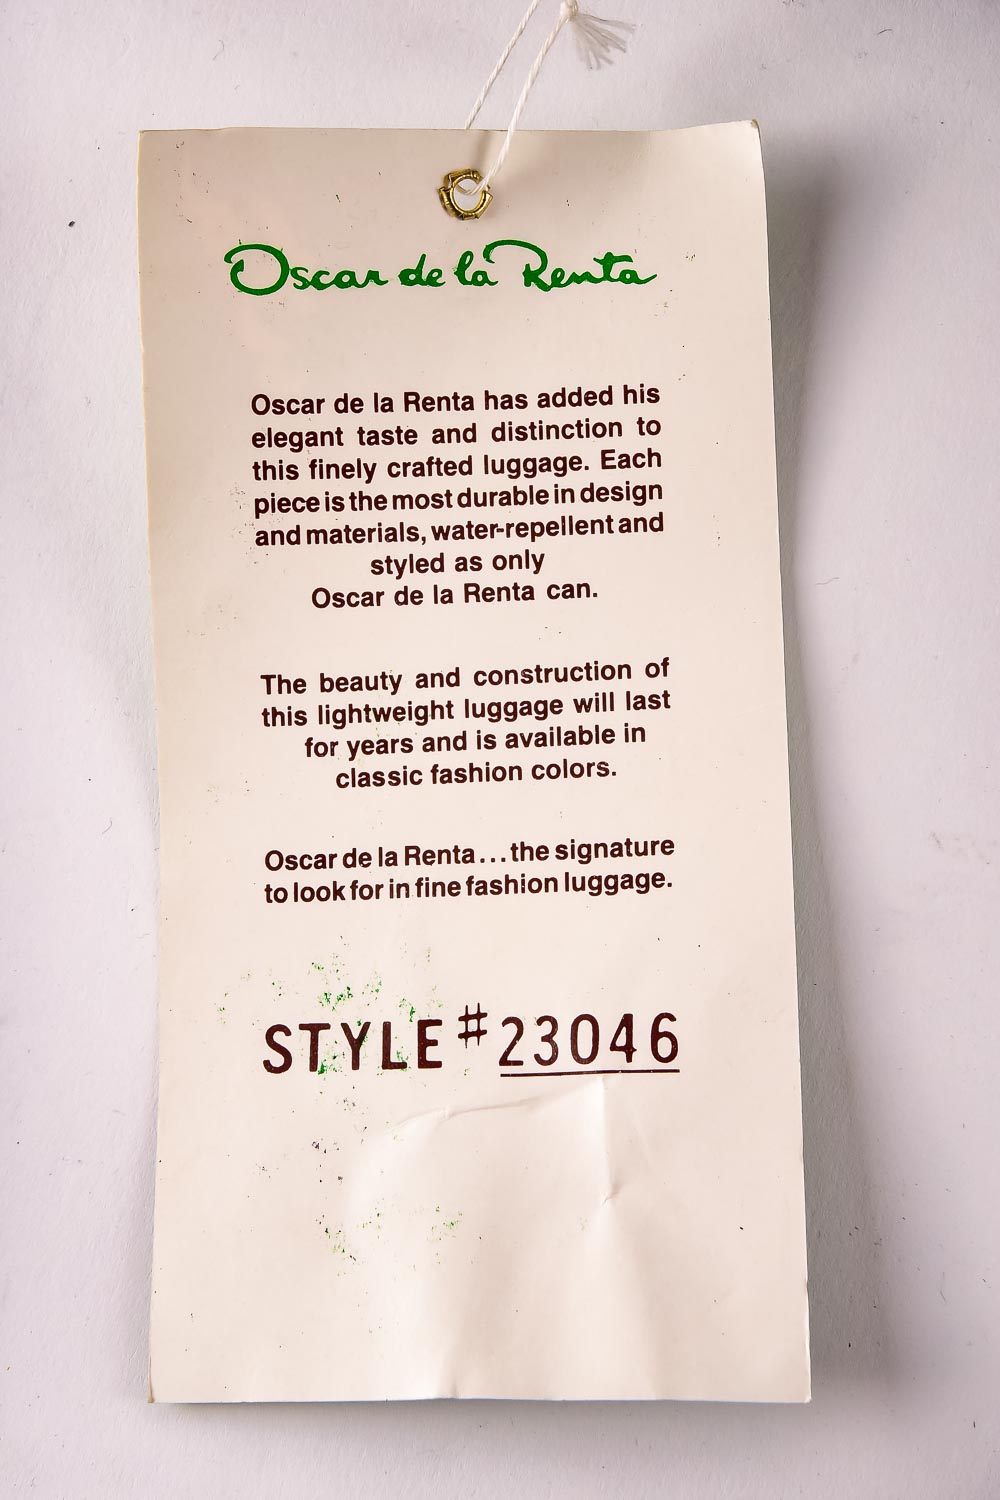 Oscar de la Renta
Oscar de la Renta has added his
elegant taste and distinction to
this finely crafted luggage. Each
piece is the most durable in design
and materials, water-repellent and
styled as only
Oscar de la Renta can.
The beauty and construction of
this lightweight luggage will last
for years and is available in
classic fashion colors.
Oscar de la Renta...the signature
to look for in fine fashion luggage.
STYLE # 23046